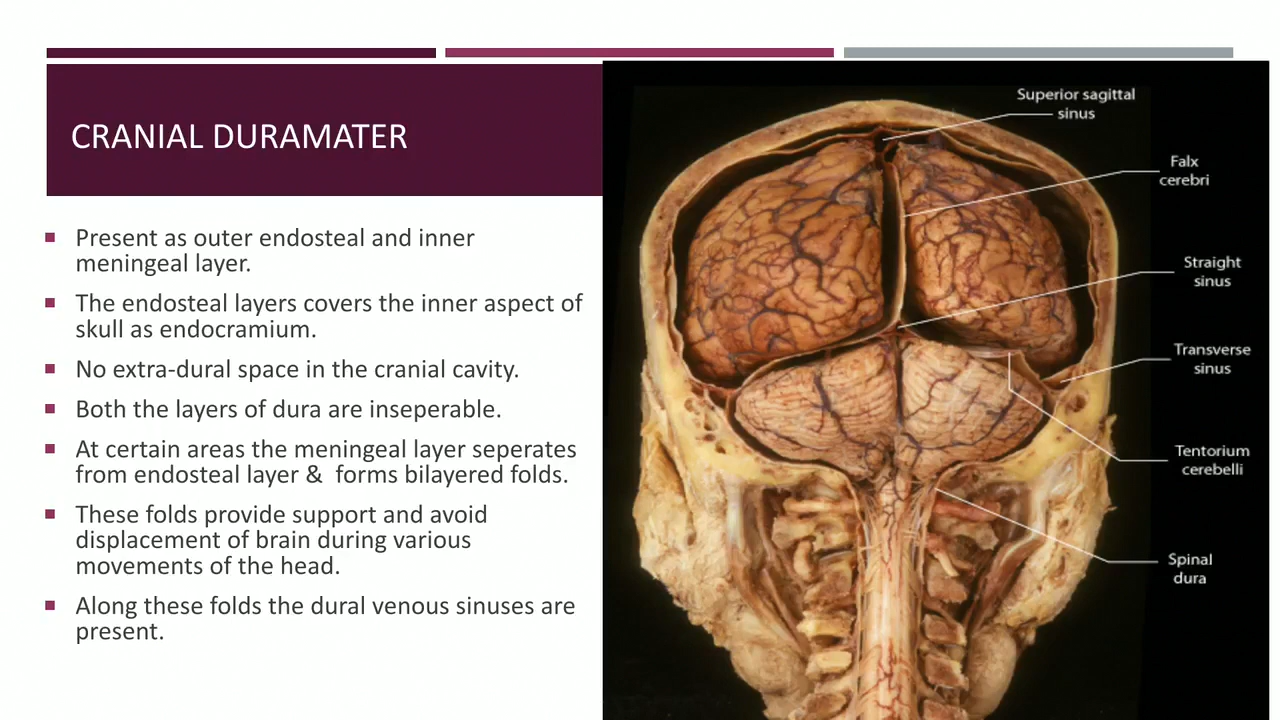 CRANIAL DURAMATER
Present as outer endosteal and inner
meningeal layer.
The endosteal layers covers the inner aspect of
skull as endocramium.
No extra-dural space in the cranial cavity.
Both the layers of dura are inseperable.
At certain areas the meningeal layer seperates
from endosteal layer & forms bilayered folds.
These folds provide support and avoid
displacement of brain during various
movements of the head.
Along these folds the dural venous sinuses are
present.
Superior sagittal
sinus
Falx
cerebri
Straight
sinus
Transverse
sinus
Tentorium
cerebelli
Spinal
dura